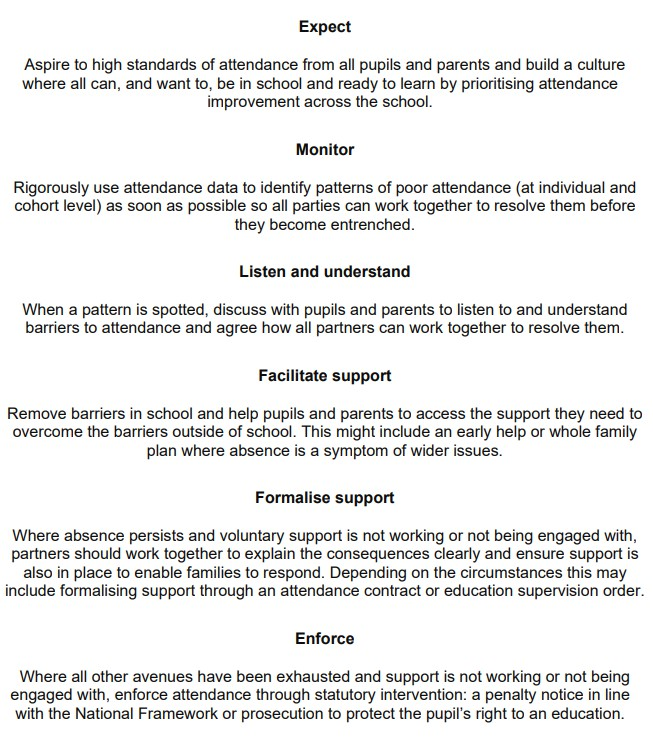 Expect
Aspire to high standards of attendance from all pupils and parents and build a culture
where all can, and want to, be in school and ready to learn by prioritising attendance
improvement across the school.
Monitor
Rigorously use attendance data to identify patterns of poor attendance (at individual and
cohort level) as soon as possible so all parties can work together to resolve them before
they become entrenched.
Listen and understand
When a pattern is spotted, discuss with pupils and parents to listen to and understand
barriers to attendance and agree how all partners can work together to resolve them.
Facilitate support
Remove barriers in school and help pupils and parents to access the support they need to
overcome the barriers outside of school. This might include an early help or whole family
plan where absence is a symptom of wider issues.
Formalise support
Where absence persists and voluntary support is not working or not being engaged with,
partners should work together to explain the consequences clearly and ensure support is
also in place to enable families to respond. Depending on the circumstances this may
include formalising support through an attendance contract or education supervision order.
Enforce
Where all other avenues have been exhausted and support is not working or not being
engaged with, enforce attendance through statutory intervention: a penalty notice in line
with the National Framework or prosecution to protect the pupil’s right to an education.